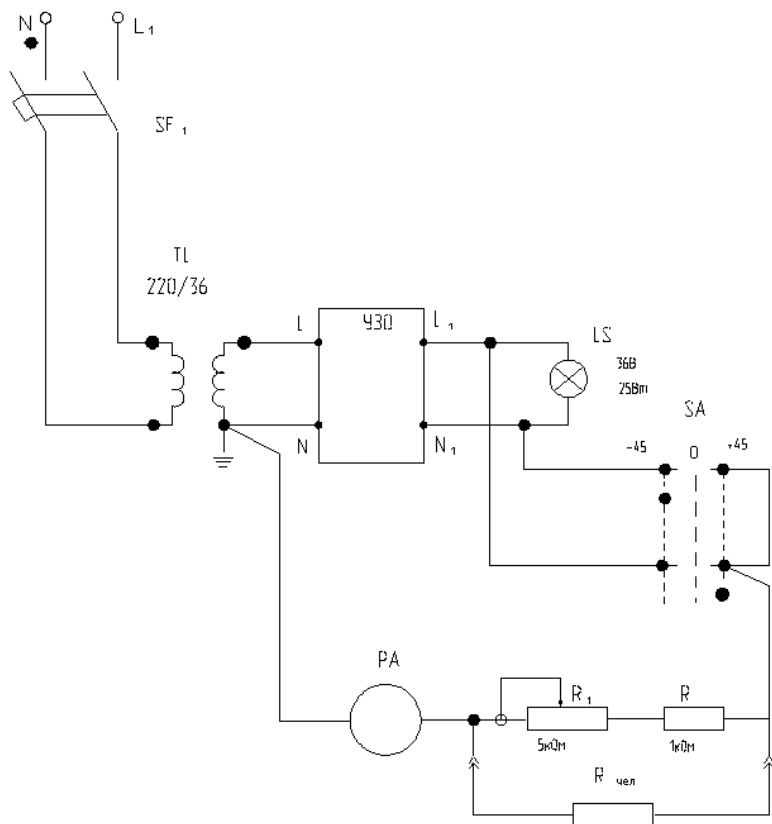 N
L₁
SF₁
TL
220/36
L
УЗО
L₁
N
N₁
LS
36В
25Вт
SA
-45
0
+45
PA
R₁
5кОм
R
1кОм
R чел